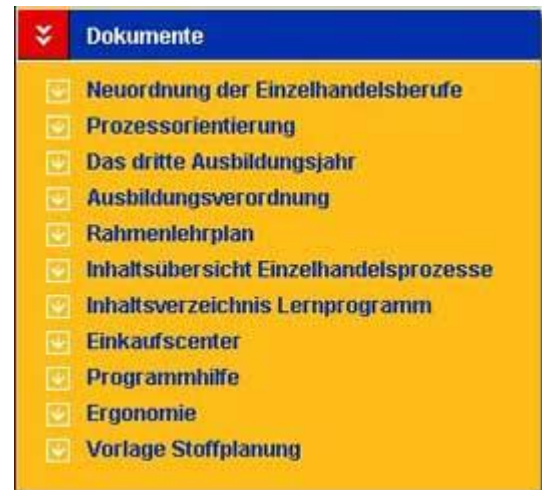 Dokumente
Neuordnung der Einzelhandelsberufe
Prozessorientierung
Das dritte Ausbildungsjahr
Ausbildungsverordnung
Rahmenlehrplan
Inhaltsübersicht Einzelhandelsprozesse
Inhaltsverzeichnis Lernprogramm
Einkaufscenter
Programmhilfe
Ergonomie
Vorlage Stoffplanung